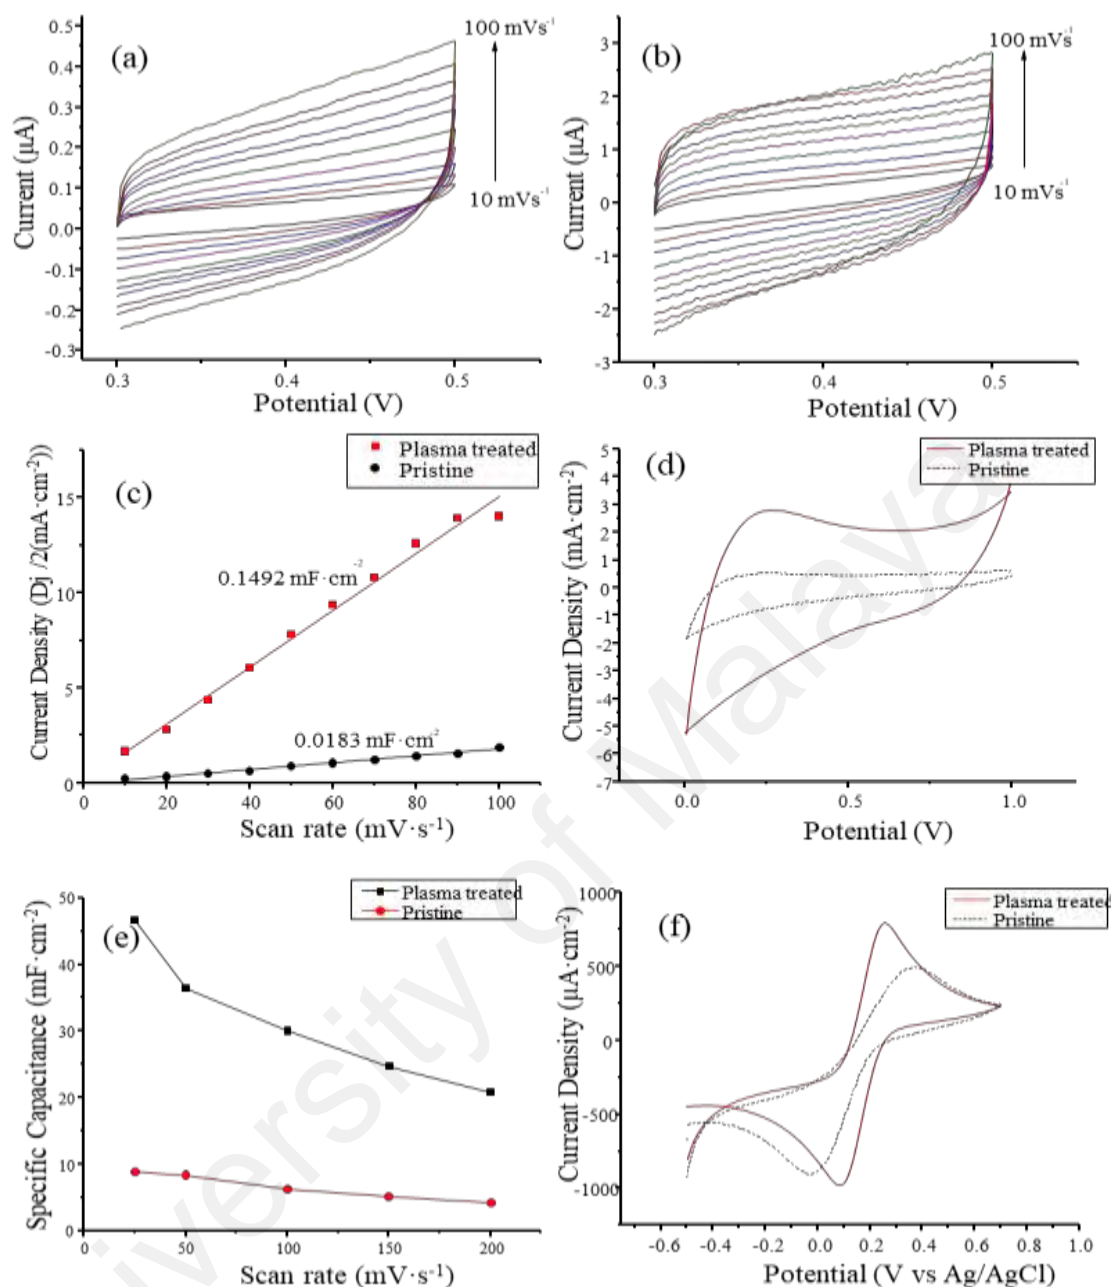 (a)
100 mVs⁻¹
10 mVs⁻¹
Current (µA)
0.5
0.4
0.3
0.2
0.1
0.0
-0.1
-0.2
-0.3
0.3
0.4
0.5
Potential (V)
(b)
100 mVs⁻¹
10 mVs⁻¹
Current (µA)
3
2
1
0
-1
-2
-3
0.3
0.4
0.5
Potential (V)
(c)
Plasma treated
Pristine
0.1492 mF·cm⁻²
0.0183 mF·cm⁻²
Current Density (Dj /2(mA·cm⁻²))
15
10
5
0
0
20
40
60
80
100
Scan rate (mV·s⁻¹)
(d)
Plasma treated
Pristine
Current Density (mA·cm⁻²)
5
4
3
2
1
0
-1
-2
-3
-4
-5
-6
-7
0.0
0.5
1.0
Potential (V)
(e)
Plasma treated
Pristine
Specific Capacitance (mF·cm⁻²)
50
40
30
20
10
0
50
100
150
200
Scan rate (mV·s⁻¹)
(f)
Plasma treated
Pristine
Current Density (µA·cm⁻²)
1000
500
0
-500
-1000
-0.6
-0.4
-0.2
0.0
0.2
0.4
0.6
0.8
1.0
Potential (V vs Ag/AgCl)
iversity of Malaya